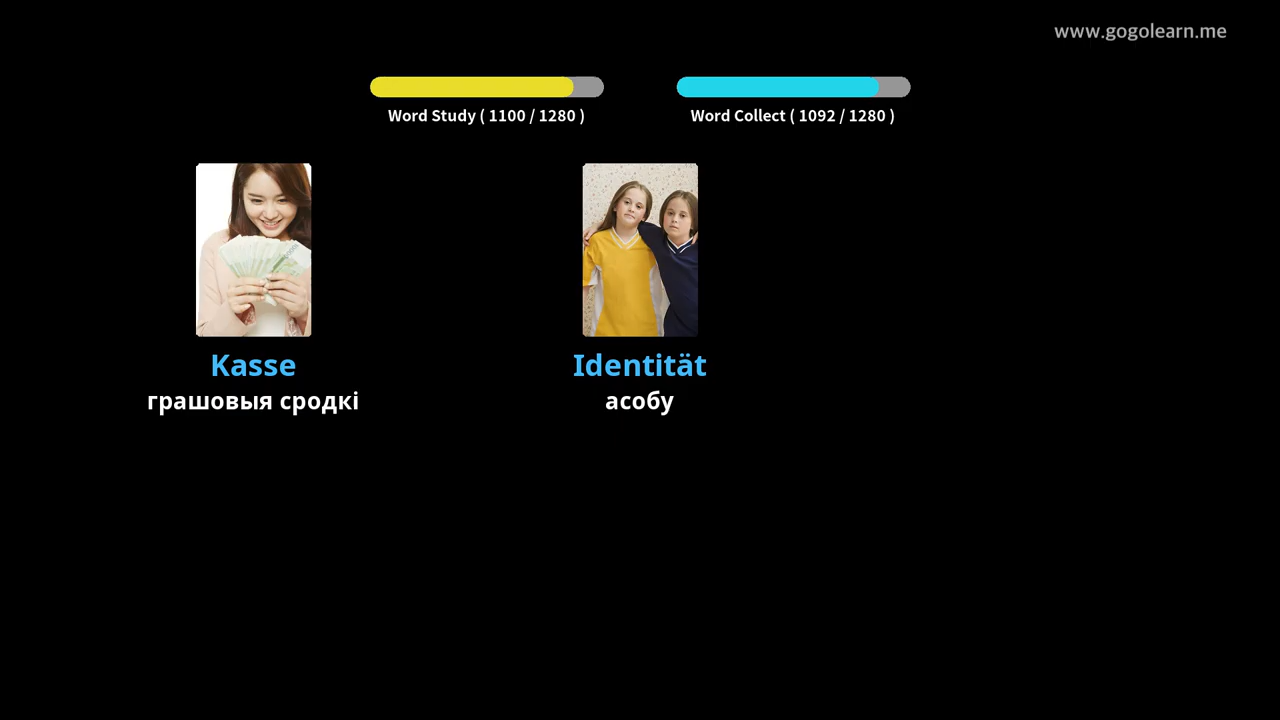 www.gogolearn.me
Word Study ( 1100 / 1280 )
Word Collect ( 1092 / 1280 )
Kasse
грашовыя сродкі
Identität
асобу